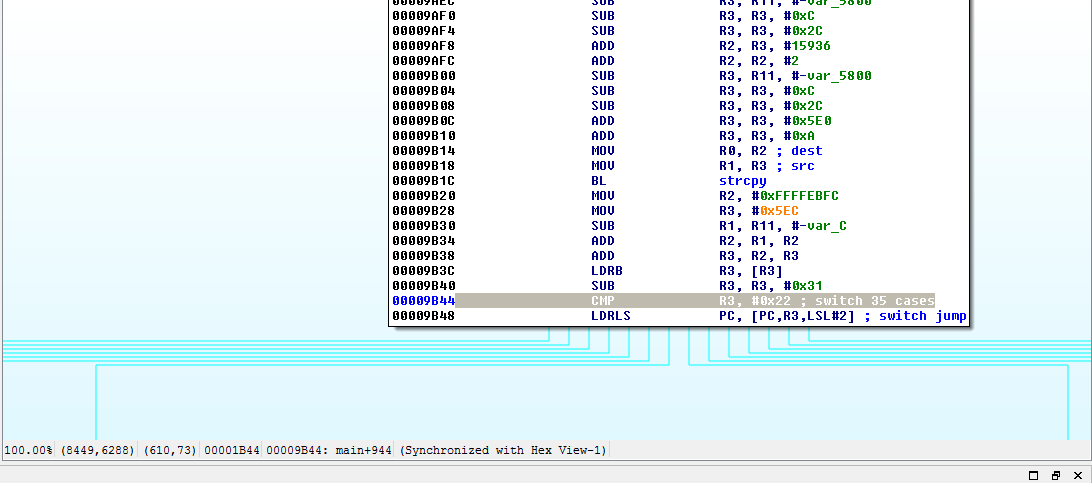 00009AEC SUB R3, R11, #-var_5800
00009AF0 SUB R3, R3, #0xC
00009AF4 SUB R3, R3, #0x2C
00009AF8 ADD R2, R3, #15936
00009AFC ADD R2, R2, #2
00009B00 SUB R3, R11, #-var_5800
00009B04 SUB R3, R3, #0xC
00009B08 SUB R3, R3, #0x2C
00009B0C ADD R3, R3, #0x5E0
00009B10 ADD R3, R3, #0xA
00009B14 MOV R0, R2 ; dest
00009B18 MOV R1, R3 ; src
00009B1C BL strcpy
00009B20 MOV R2, #0xFFFFEBFC
00009B28 MOV R3, #0x5EC
00009B30 SUB R1, R11, #-var_C
00009B34 ADD R2, R1, R2
00009B38 ADD R3, R2, R3
00009B3C LDRB R3, [R3]
00009B40 SUB R3, R3, #0x31
00009B44 CMP R3, #0x22 ; switch 35 cases
00009B48 LDRLS PC, [PC,R3,LSL#2] ; switch jump
100.00% (8449,6288) (610,73) 00001B44 00009B44: main+944 (Synchronized with Hex View-1)